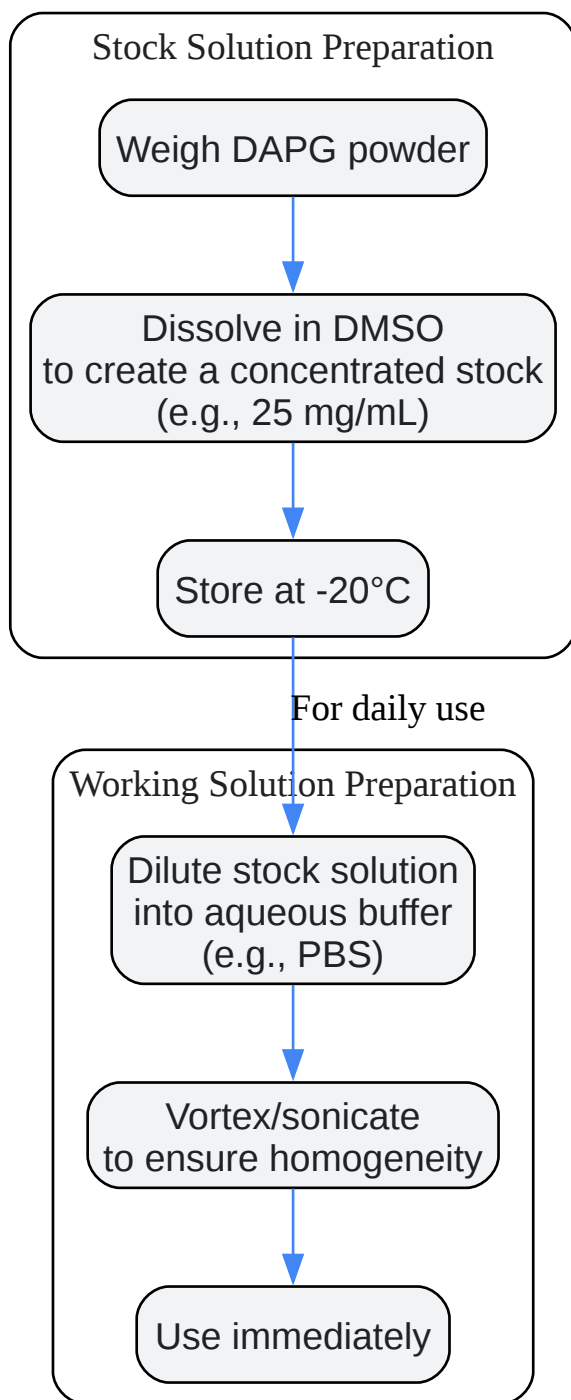 Stock Solution Preparation
Weigh DAPG powder
Dissolve in DMSO
to create a concentrated stock
(e.g., 25 mg/mL)
Store at -20°C
For daily use
Working Solution Preparation
Dilute stock solution
into aqueous buffer
(e.g., PBS)
Vortex/sonicate
to ensure homogeneity
Use immediately